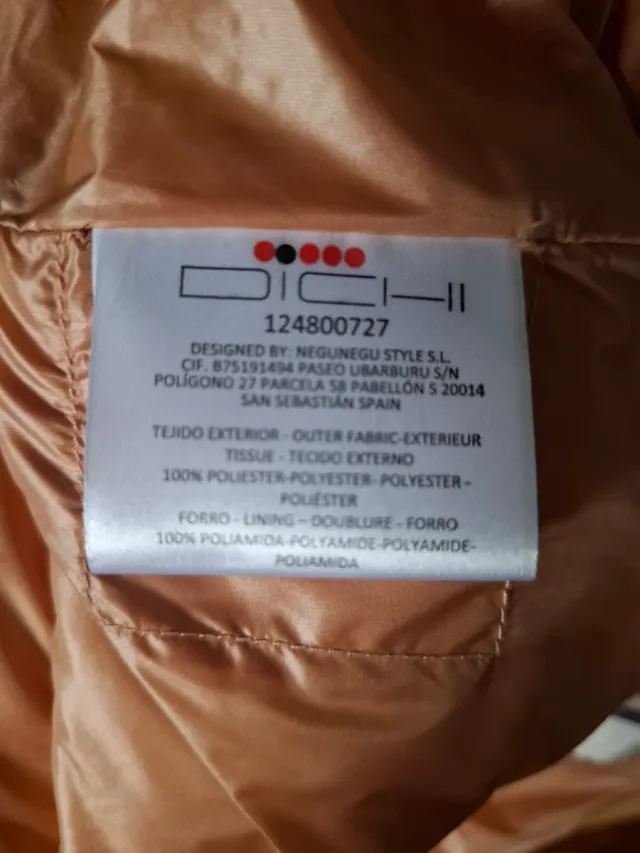 DiCHI
124800727
DESIGNED BY: NEGUNEGU STYLE S.L.
CIF. B75191494 PASEO UBARBURU S/N
POLÍGONO 27 PARCELA 58 PABELLÓN 5 20014
SAN SEBASTIÁN SPAIN
TEJIDO EXTERIOR - OUTER FABRIC-EXTERIEUR
TISSUE - TECIDO EXTERNO
100% POLIESTER-POLYESTER- POLYESTER-
POLIÉSTER
FORRO - LINING – DOUBLURE - FORRO
100% POLIAMIDA-POLYAMIDE-POLYAMIDE-
POLIAMIDA